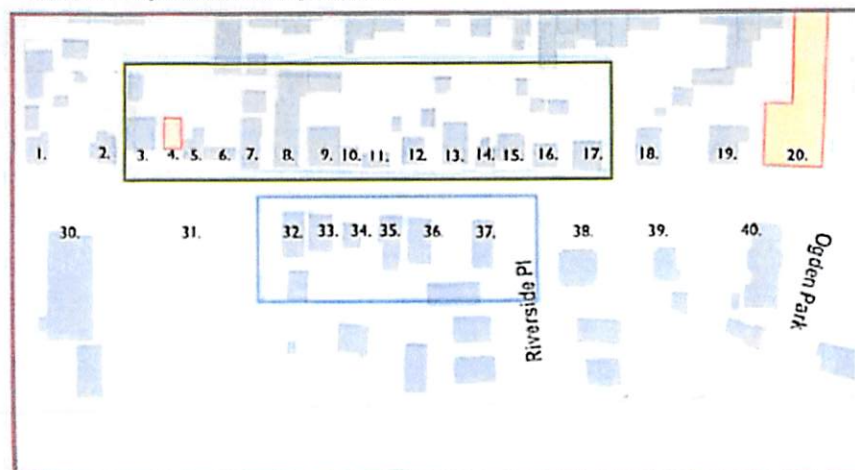 1. 2. 3. 4. 5. 6. 7. 8. 9. 10. 11. 12. 13. 14. 15. 16. 17. 18. 19. 20.
30. 31. 32. 33. 34. 35. 36. 37. 38. 39. 40.
Riverside Pl
Ogden Park